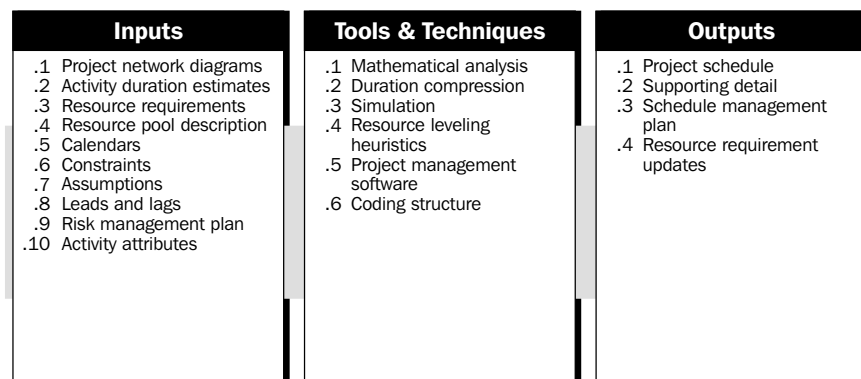 Inputs
.1 Project network diagrams
.2 Activity duration estimates
.3 Resource requirements
.4 Resource pool description
.5 Calendars
.6 Constraints
.7 Assumptions
.8 Leads and lags
.9 Risk management plan
.10 Activity attributes
Tools & Techniques
.1 Mathematical analysis
.2 Duration compression
.3 Simulation
.4 Resource leveling
heuristics
.5 Project management
software
.6 Coding structure
Outputs
.1 Project schedule
.2 Supporting detail
.3 Schedule management
plan
.4 Resource requirement
updates